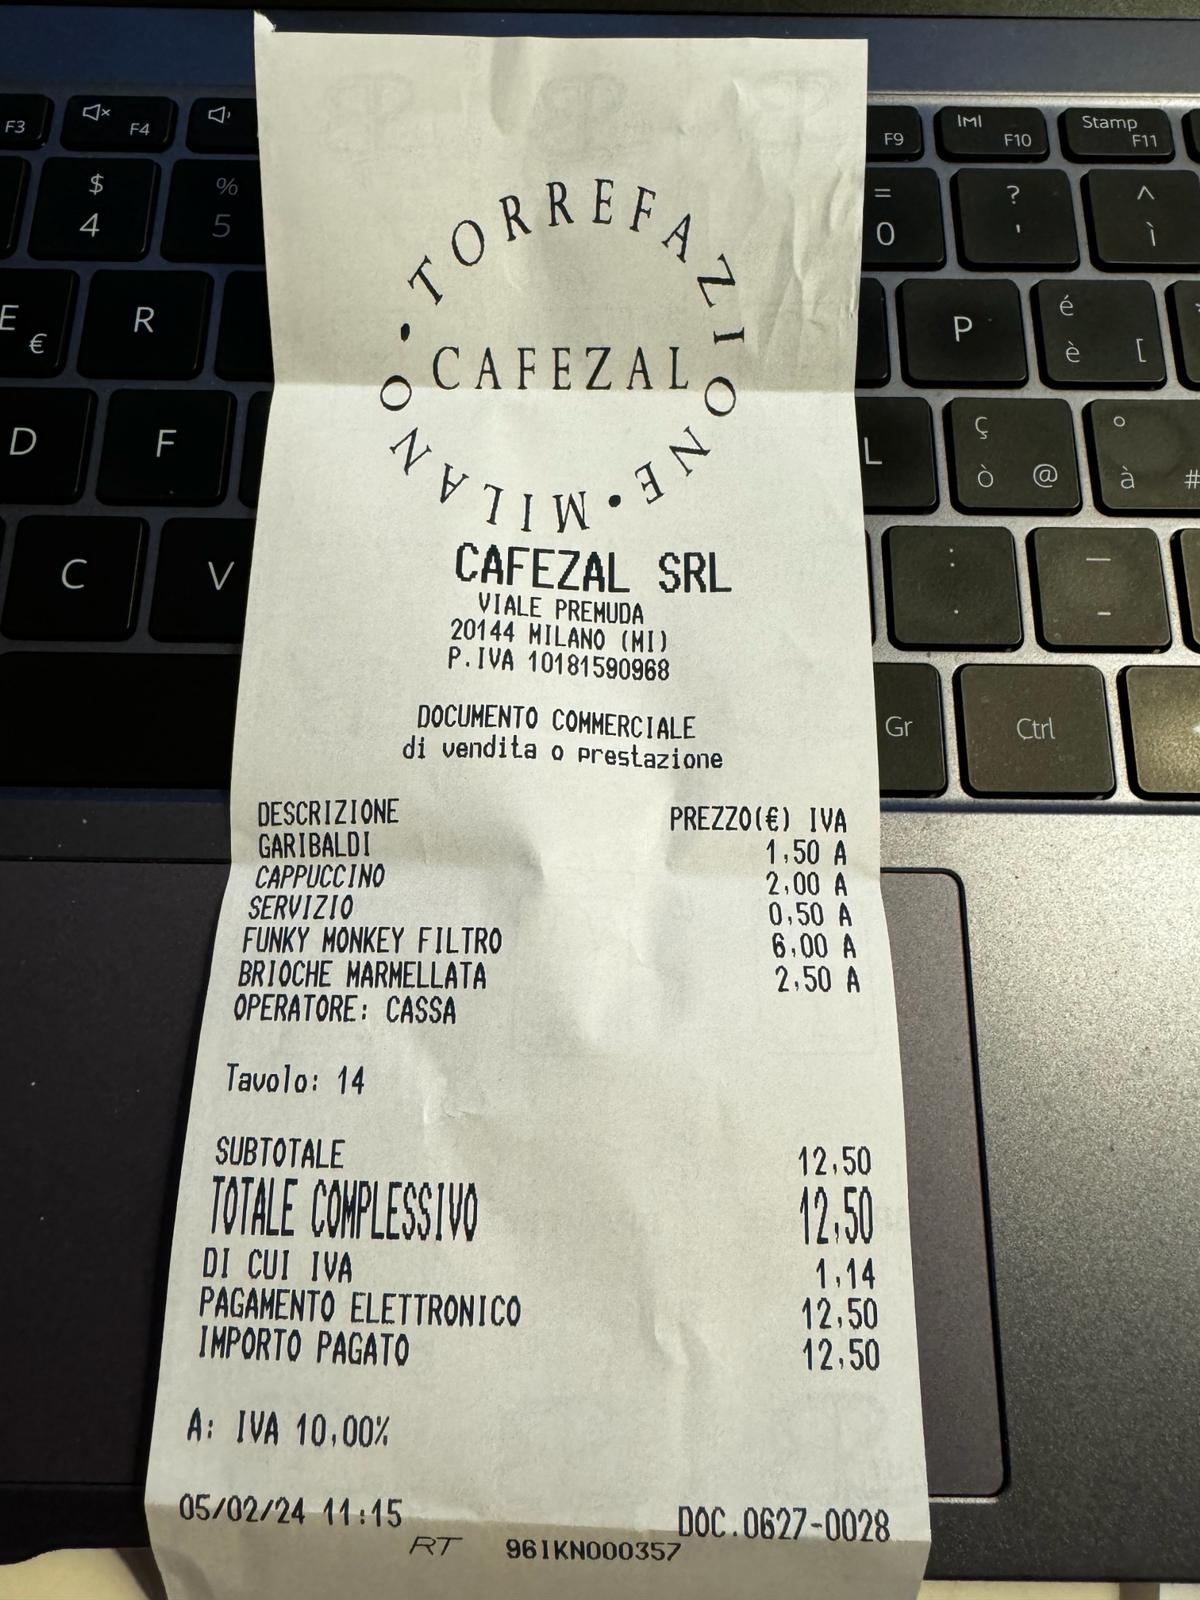 TORREFAZIONE • MILANO •
CAFEZAL
CAFEZAL SRL
VIALE PREMUDA
20144 MILANO (MI)
P.IVA 10181590968
DOCUMENTO COMMERCIALE
di vendita o prestazione
DESCRIZIONE PREZZO(€) IVA
GARIBALDI 1,50 A
CAPPUCCINO 2,00 A
SERVIZIO 0,50 A
FUNKY MONKEY FILTRO 6,00 A
BRIOCHE MARMELLATA 2,50 A
OPERATORE: CASSA
Tavolo: 14
SUBTOTALE 12,50
TOTALE COMPLESSIVO 12,50
DI CUI IVA 1,14
PAGAMENTO ELETTRONICO 12,50
IMPORTO PAGATO 12,50
A: IVA 10,00%
05/02/24 11:15 DOC.0627-0028
RT 96IKN000357
F3 F4 F9 IMI F10 Stamp F11
$ % = ? ^
4 5 0 ' ì
E € R P é è [
D F L ç ò @ ° à #
C V : . _ -
Gr Ctrl